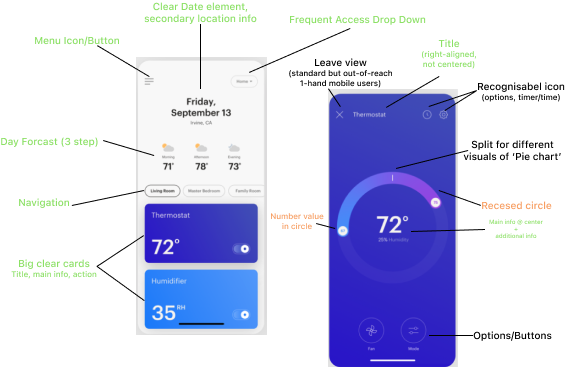 Clear Date element,
secondary location info
Frequent Access Drop Down
Menu Icon/Button
Title
(right-aligned,
not centered)
Leave view
(standard but out-of-reach
1-hand mobile users)
Recognisabel icon
(options, timer/time)
Home
Friday,
September 13
Irvine, CA
Thermostat
Day Forcast (3 step)
Morning
Afternoon
Evening
71°
78°
73°
Split for different
visuals of ‘Pie chart’
Navigation
Living Room
Master Bedroom
Family Room
Recesed circle
Number value
in circle
Thermostat
72°
72°
25% Humidity
Main info @ center
+
additional info
Big clear cards
Title, main info, action
Humidifier
35 RH
Options/Buttons
Fan
Mode